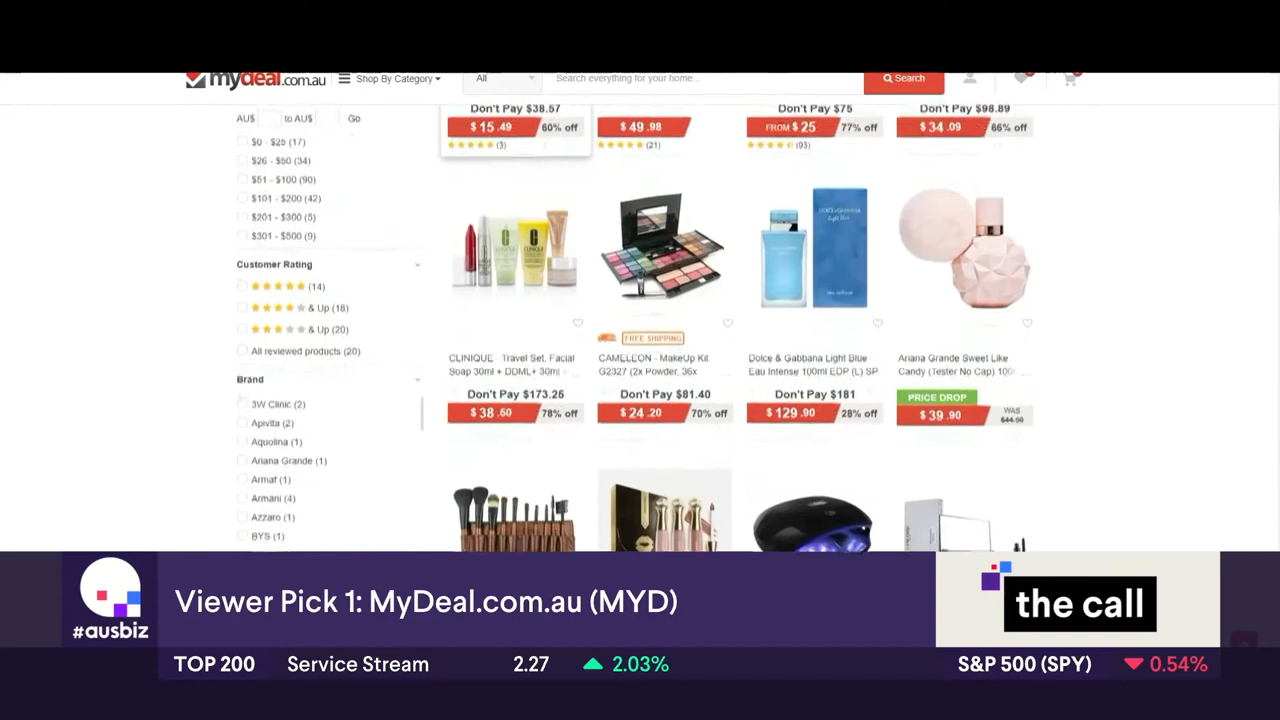 mydeal.com.au
Shop By Category
All
Search everything for your home...
Search
AU$ to AU$ Go
$0 - $25 (17)
$26 - $50 (34)
$51 - $100 (90)
$101 - $200 (42)
$201 - $300 (5)
$301 - $500 (9)
Customer Rating
(14)
& Up (18)
& Up (20)
All reviewed products (20)
Brand
3W Clinic (2)
Apivita (2)
Aquolina (1)
Ariana Grande (1)
Armaf (1)
Armani (4)
Azzaro (1)
BYS (1)
Don't Pay $38.57
$15.49 60% off
(3)
$49.98
(21)
Don't Pay $75
FROM $25 77% off
(93)
Don't Pay $98.89
$34.09 66% off
CLINIQUE - Travel Set, Facial
Soap 30ml + DDML+ 30ml + ...
Don't Pay $173.25
$38.60 78% off
FREE SHIPPING
CAMELEON - MakeUp Kit
G2327 (2x Powder, 36x
Don't Pay $81.40
$24.20 70% off
DOLCE & GABBANA
light blue
Dolce & Gabbana Light Blue
Eau Intense 100ml EDP (L) SP
Don't Pay $181
$129.90 28% off
Ariana Grande Sweet Like
Candy (Tester No Cap) 100
PRICE DROP
$39.90 WAS
$44.00
#ausbiz
Viewer Pick 1: MyDeal.com.au (MYD)
the call
TOP 200 Service Stream 2.27 2.03% S&P 500 (SPY) 0.54%